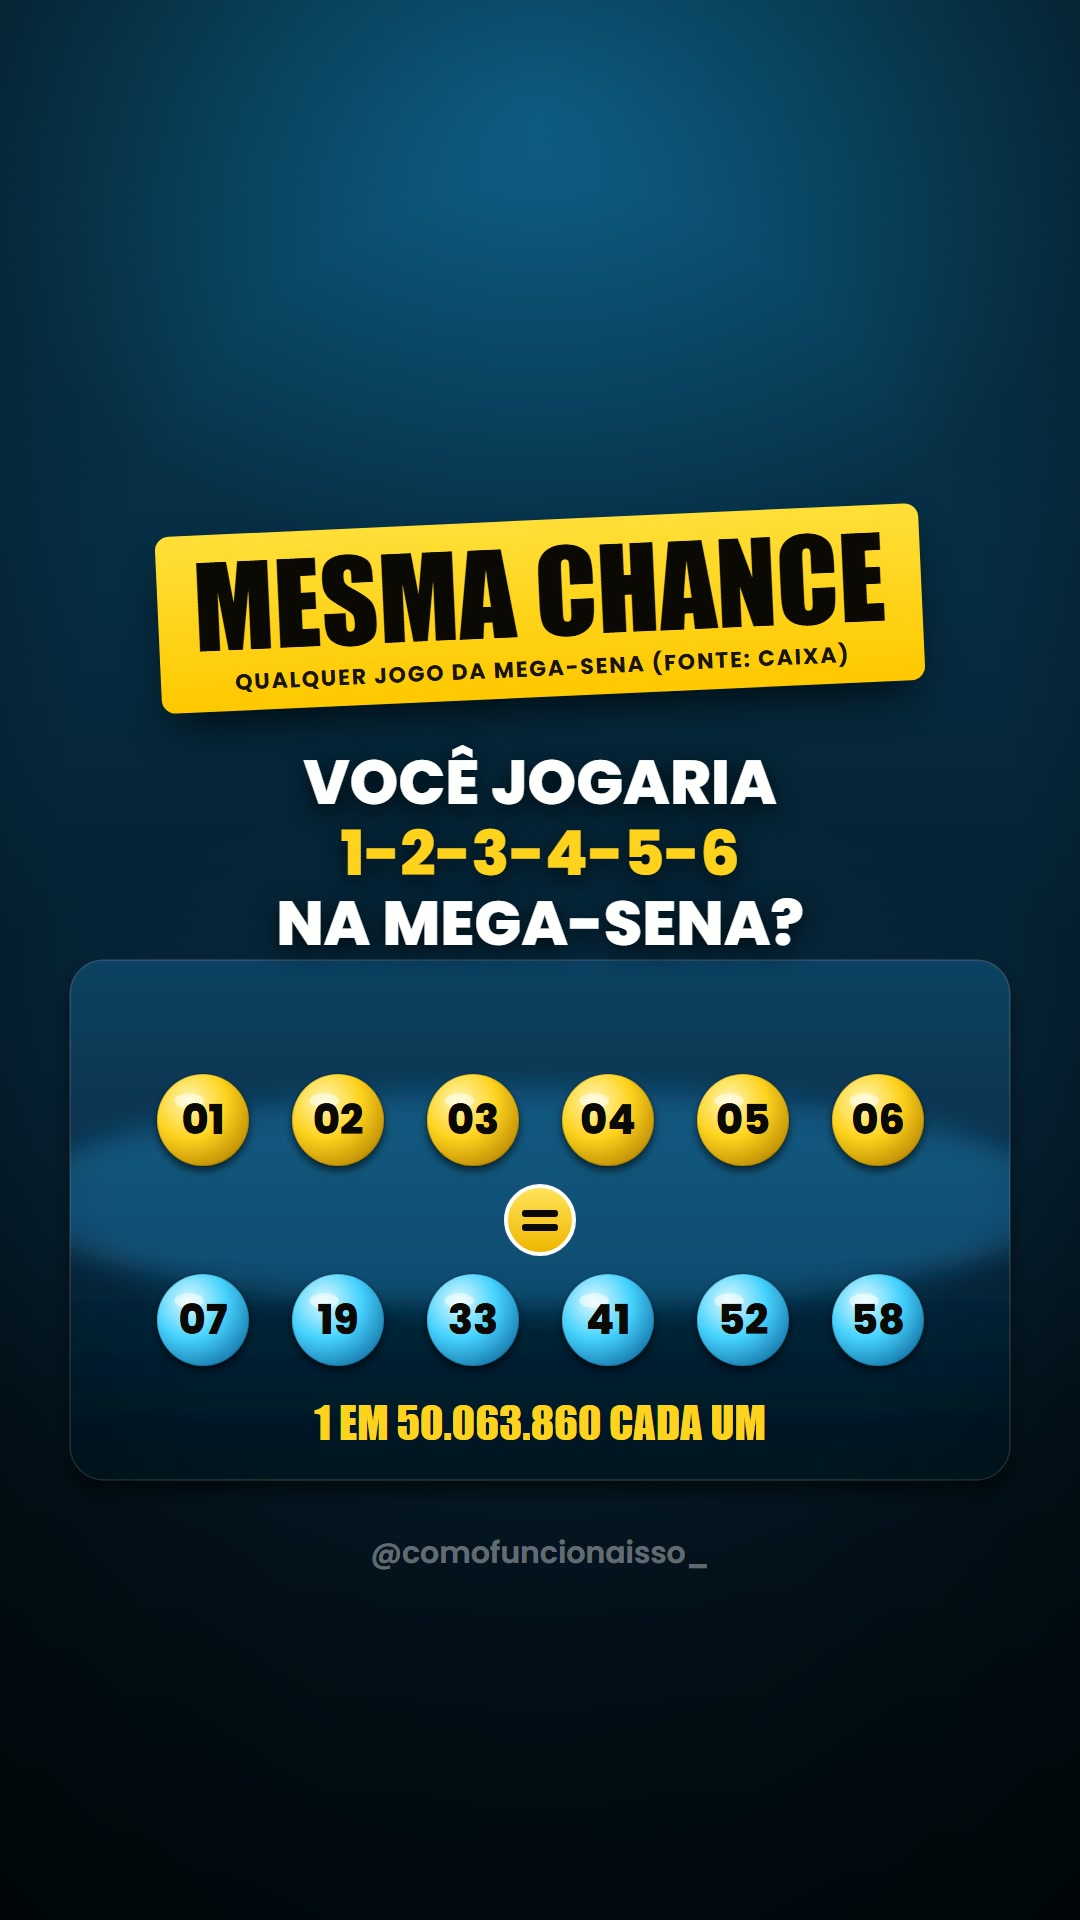 MESMA CHANCE
QUALQUER JOGO DA MEGA-SENA (FONTE: CAIXA)
VOCÊ JOGARIA
1-2-3-4-5-6
NA MEGA-SENA?
01 02 03 04 05 06
=
07 19 33 41 52 58
1 EM 50.063.860 CADA UM
@comofuncionaisso_